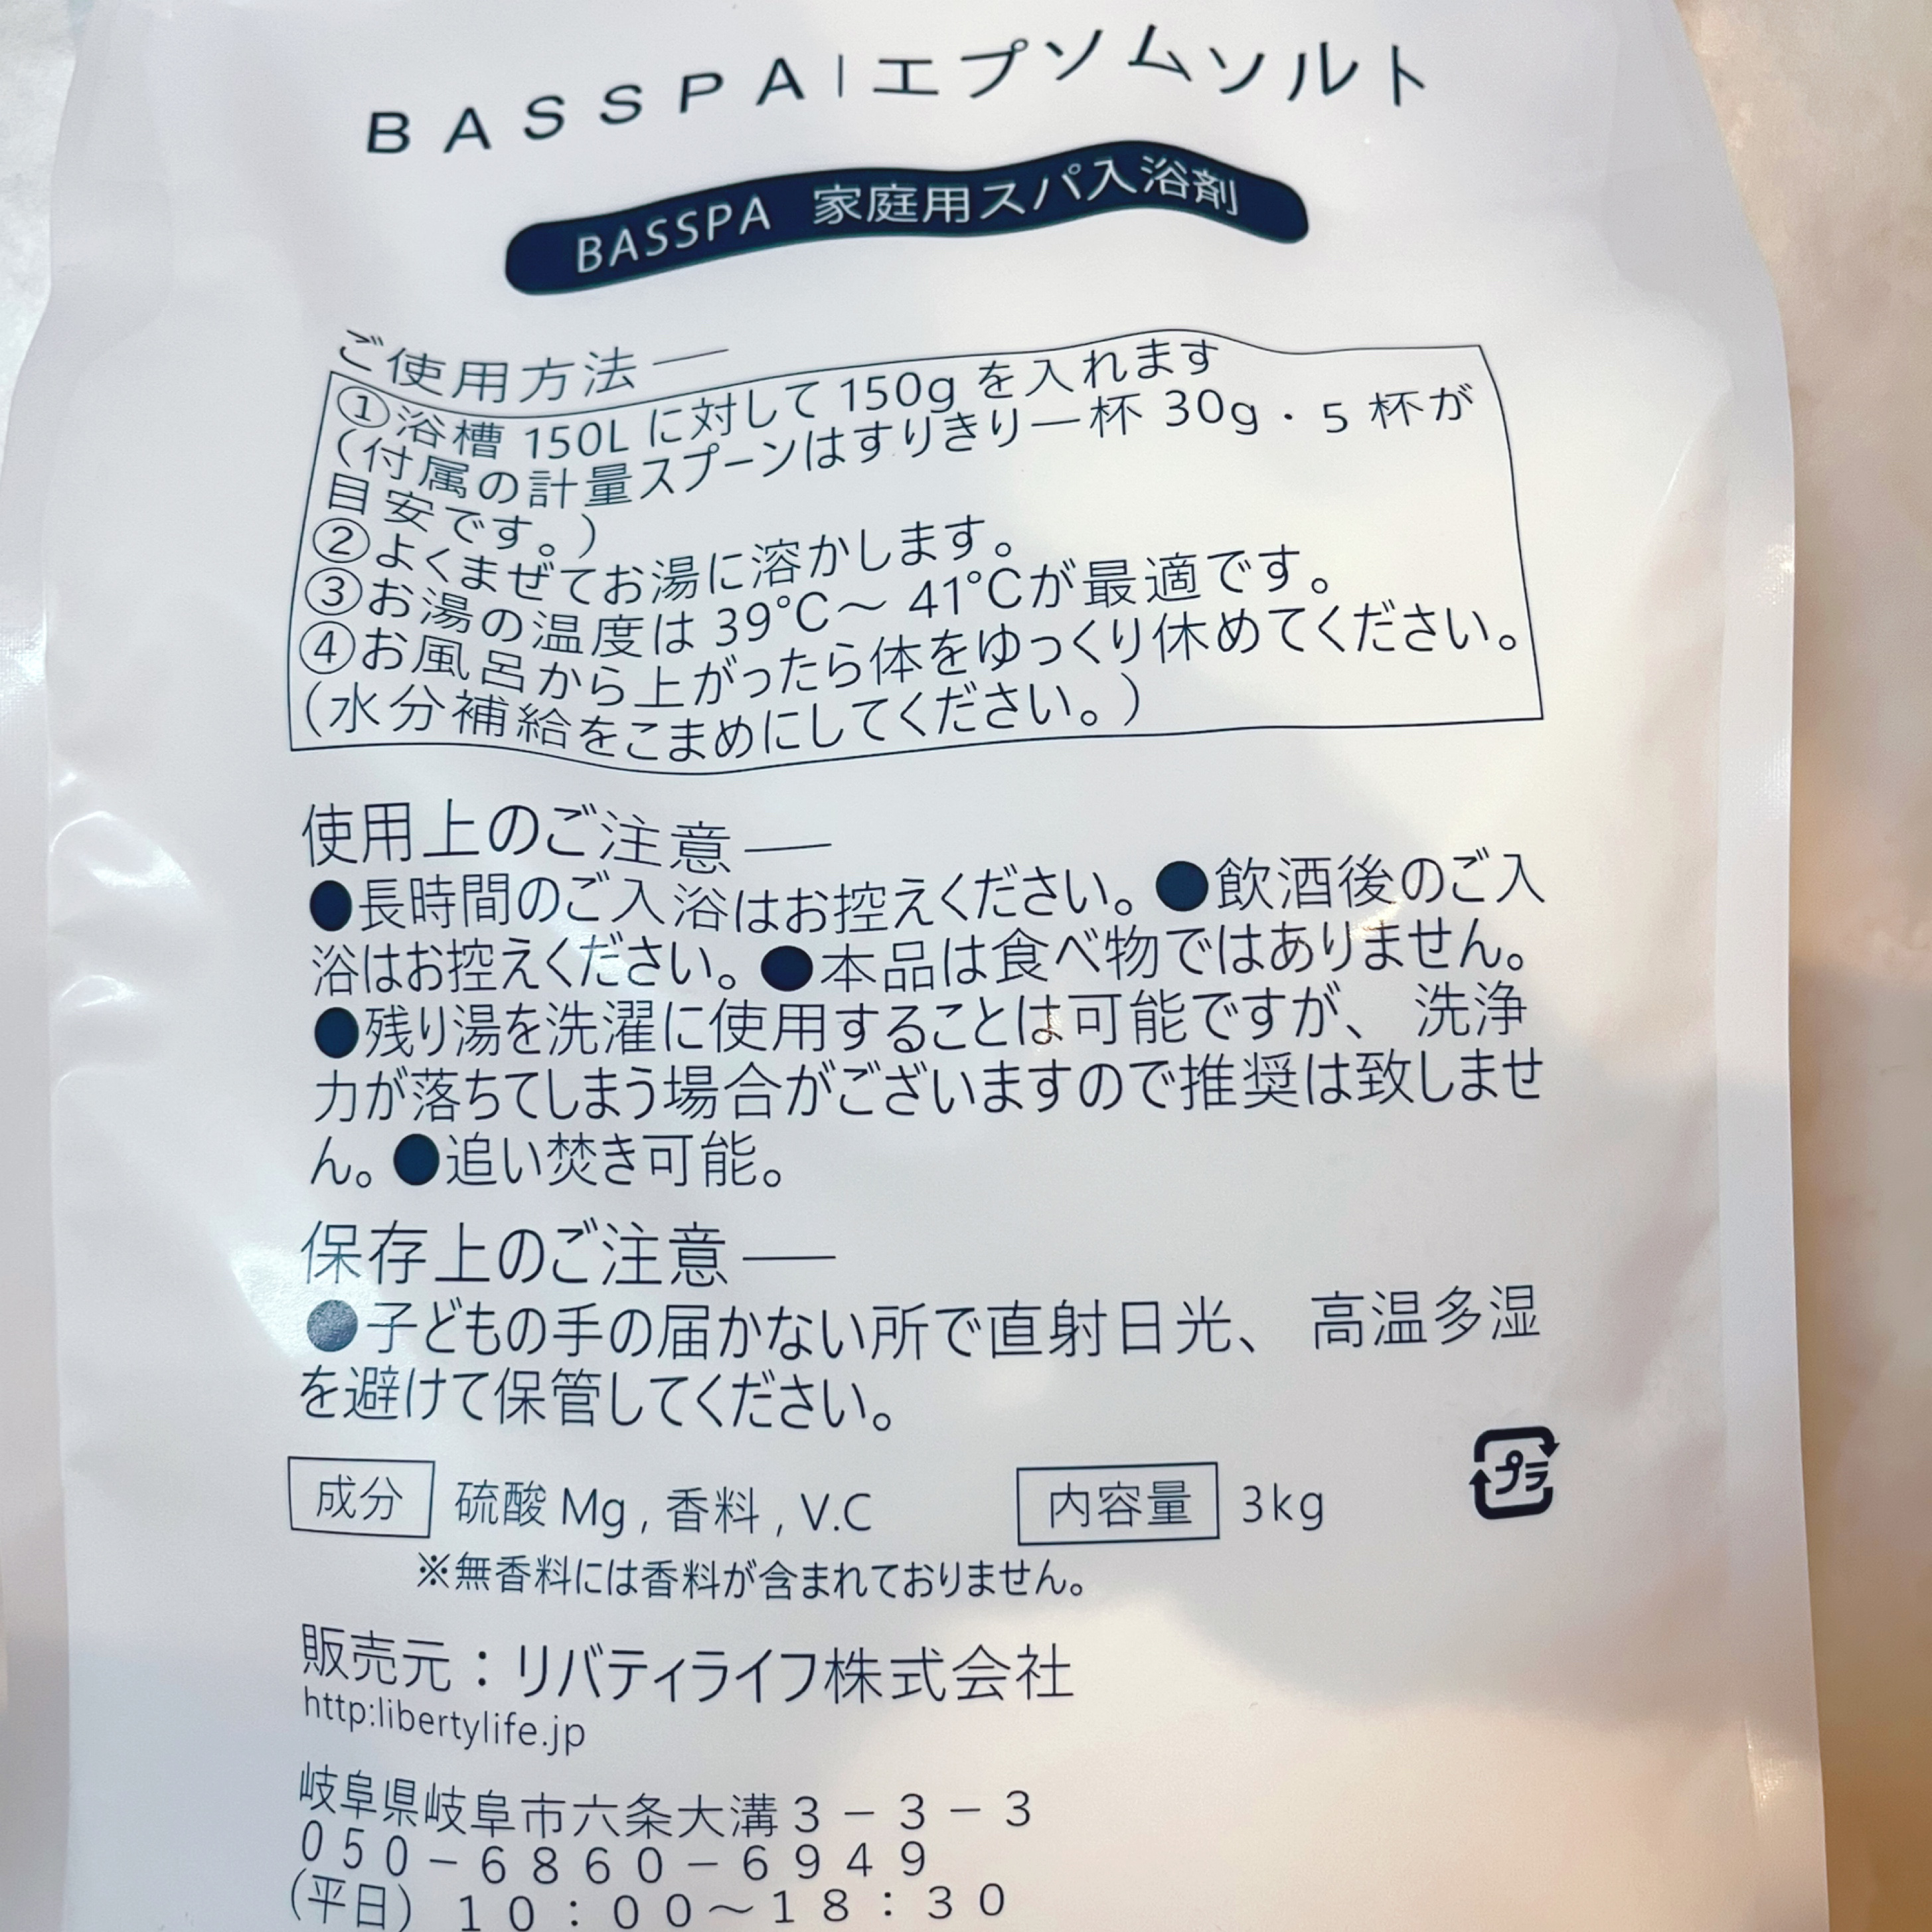 BASSPA|エプソムソルト
BASSPA 家庭用スパ入浴剤
ご使用方法―
①浴槽 150L に対して 150g を入れます
(付属の計量スプーンはすりきり一杯 30g・5 杯が
目安です。)
②よくまぜてお湯に溶かします。
③お湯の温度は 39℃～ 41℃が最適です。
④お風呂から上がったら体をゆっくり休めてください。
(水分補給をこまめにしてください。)
使用上のご注意―
●長時間のご入浴はお控えください。●飲酒後のご入
浴はお控えください。●本品は食べ物ではありません。
●残り湯を洗濯に使用することは可能ですが、 洗浄
力が落ちてしまう場合がございますので推奨は致しませ
ん。●追い焚き可能。
保存上のご注意―
●子どもの手の届かない所で直射日光、 高温多湿
を避けて保管してください。
成分 硫酸 Mg , 香料 , V.C 内容量 3kg プラ
※無香料には香料が含まれておりません。
販売元：リバティライフ株式会社
http:libertylife.jp
岐阜県岐阜市六条大溝３－３－３
０５０－６８６０－６９４９
(平日) １０：００～１８：３０